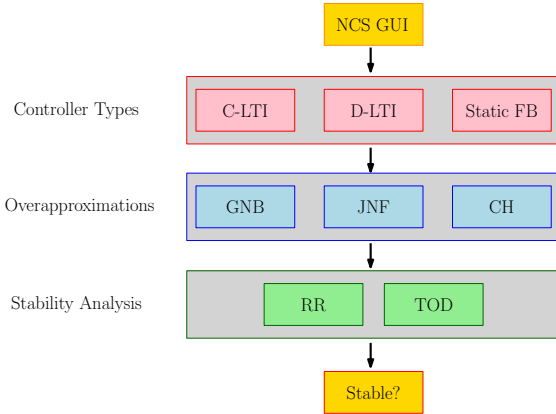 NCS GUI
Controller Types
C-LTI
D-LTI
Static FB
Overapproximations
GNB
JNF
CH
Stability Analysis
RR
TOD
Stable?